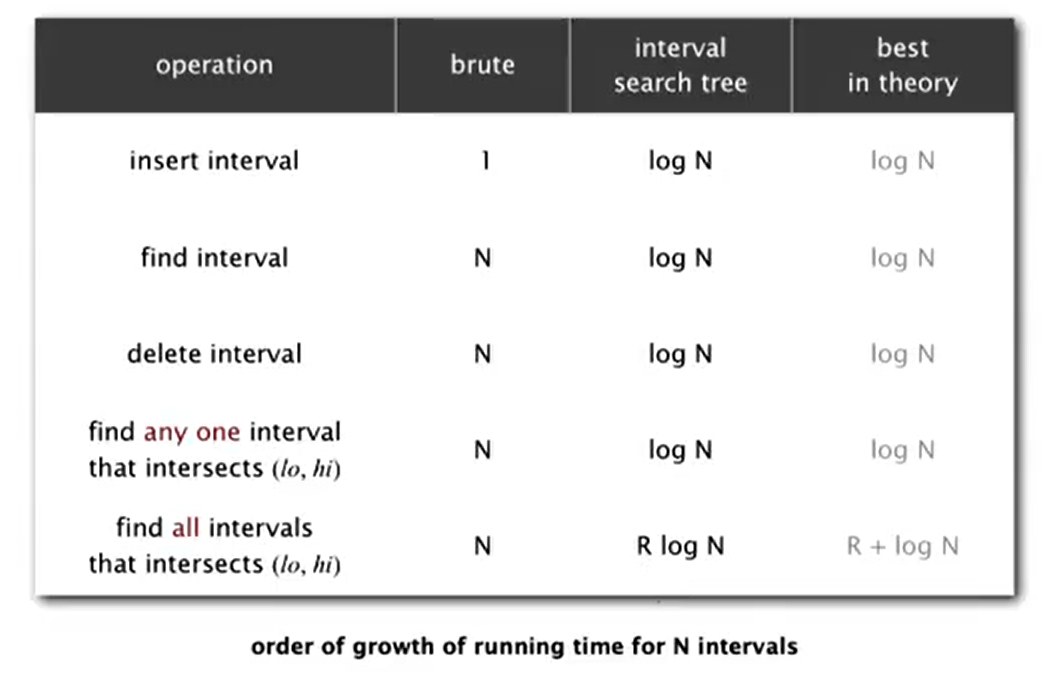 operation brute interval search tree best in theory
insert interval 1 log N log N
find interval N log N log N
delete interval N log N log N
find any one interval
that intersects (lo, hi) N log N log N
find all intervals
that intersects (lo, hi) N R log N R + log N
order of growth of running time for N intervals